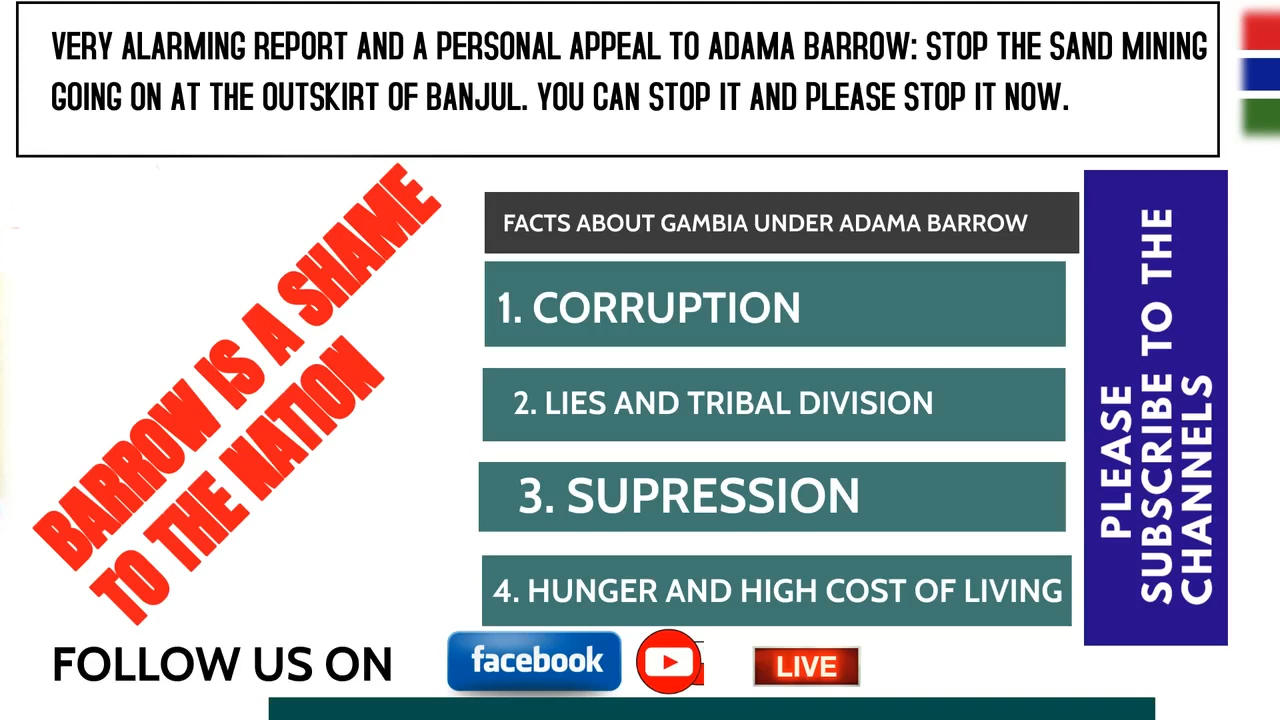 VERY ALARMING REPORT AND A PERSONAL APPEAL TO ADAMA BARROW: STOP THE SAND MINING
GOING ON AT THE OUTSKIRT OF BANJUL. YOU CAN STOP IT AND PLEASE STOP IT NOW.
BARROW IS A SHAME
TO THE NATION
FACTS ABOUT GAMBIA UNDER ADAMA BARROW
1. CORRUPTION
2. LIES AND TRIBAL DIVISION
3. SUPRESSION
4. HUNGER AND HIGH COST OF LIVING
PLEASE
SUBSCRIBE TO THE
CHANNELS
FOLLOW US ON
facebook
LIVE